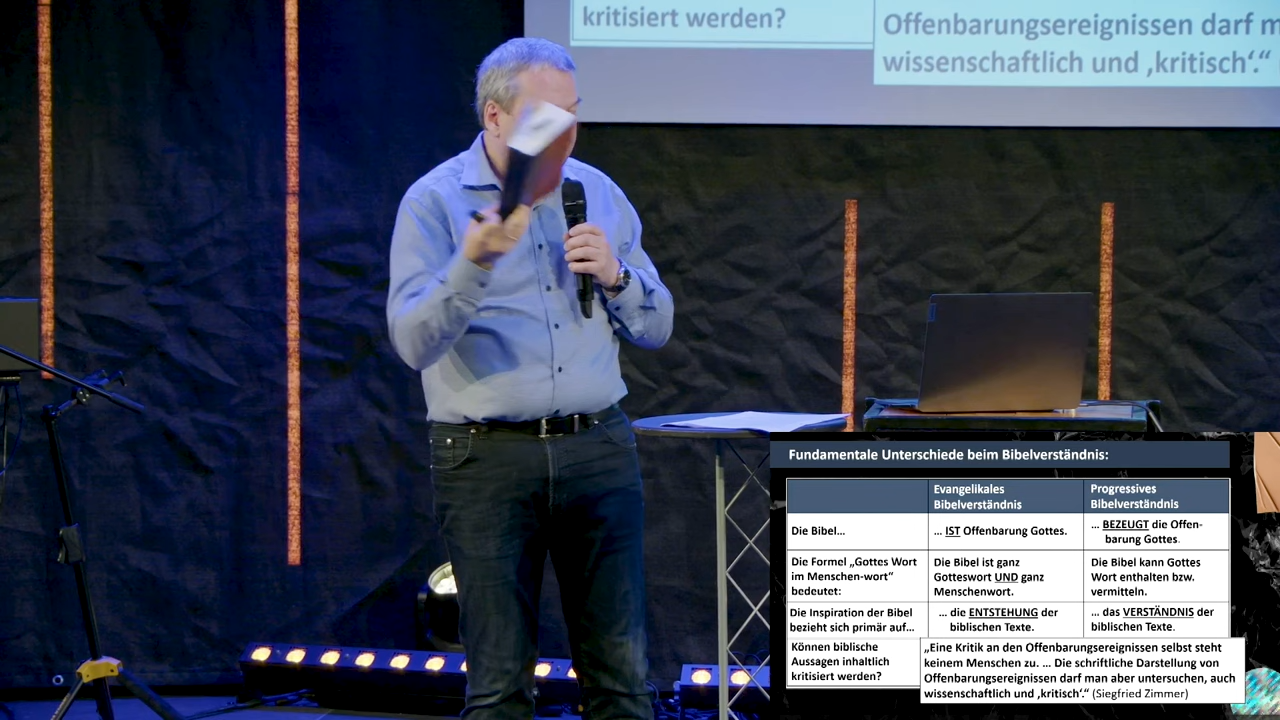 kritisiert werden?
Offenbarungsereignissen darf m
wissenschaftlich und ‚kritisch‘.“
Fundamentale Unterschiede beim Bibelverständnis:
Evangelikales
Bibelverständnis
Progressives
Bibelverständnis
Die Bibel…
… IST Offenbarung Gottes.
… BEZEUGT die Offen-
barung Gottes.
Die Formel „Gottes Wort
im Menschen-wort“
bedeutet:
Die Bibel ist ganz
Gotteswort UND ganz
Menschenwort.
Die Bibel kann Gottes
Wort enthalten bzw.
vermitteln.
Die Inspiration der Bibel
bezieht sich primär auf…
… die ENTSTEHUNG der
biblischen Texte.
… das VERSTÄNDNIS der
biblischen Texte.
Können biblische
Aussagen inhaltlich
kritisiert werden?
„Eine Kritik an den Offenbarungsereignissen selbst steht
keinem Menschen zu. … Die schriftliche Darstellung von
Offenbarungsereignissen darf man aber untersuchen, auch
wissenschaftlich und ‚kritisch‘.“ (Siegfried Zimmer)